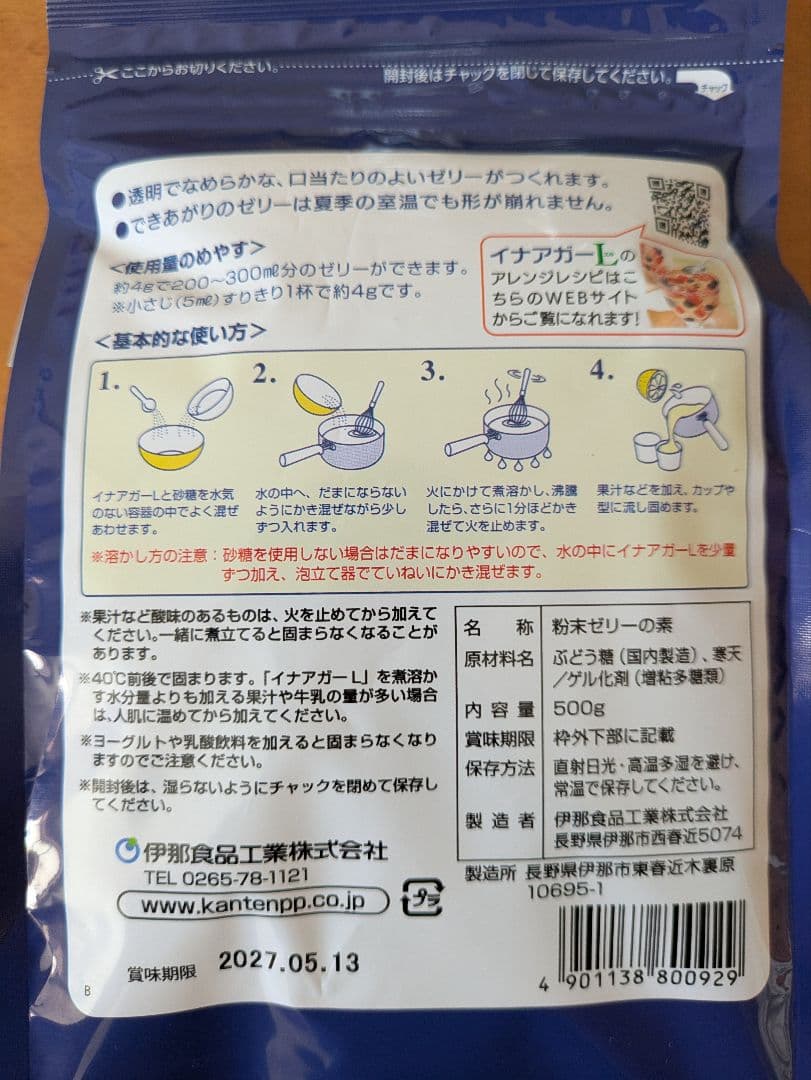 ここからお切りください。
開封後はチャックを閉じて保存してください。
チャック
●透明でなめらかな、口当たりのよいゼリーがつくれます。
●できあがりのゼリーは夏季の室温でも形が崩れません。
<使用量のめやす>
約4gで200〜300mℓ分のゼリーができます。
※小さじ(5mℓ)すりきり1杯で約4gです。
イナアガーLの
アレンジレシピはこ
ちらのWEBサイト
からご覧になれます!
<基本的な使い方>
1.
2.
3.
4.
イナアガーLと砂糖を水気
のない容器の中でよく混ぜ
あわせます。
水の中へ、だまにならない
ようにかき混ぜながら少し
ずつ入れます。
火にかけて煮溶かし、沸騰
したら、さらに1分ほどかき
混ぜて火を止めます。
果汁などを加え、カップや
型に流し固めます。
※溶かし方の注意:砂糖を使用しない場合はだまになりやすいので、水の中にイナアガーLを少量
ずつ加え、泡立て器でていねいにかき混ぜます。
※果汁など酸味のあるものは、火を止めてから加えて
ください。一緒に煮立てると固まらなくなることが
あります。
※40℃前後で固まります。「イナアガーL」を煮溶か
す水分量よりも加える果汁や牛乳の量が多い場合
は、人肌に温めてから加えてください。
※ヨーグルトや乳酸飲料を加えると固まらなくなり
ますのでご注意ください。
※開封後は、湿らないようにチャックを閉めて保存し
てください。
名称 粉末ゼリーの素
原材料名 ぶどう糖(国内製造)、寒天
/ゲル化剤(増粘多糖類)
内容量 500g
賞味期限 枠外下部に記載
保存方法 直射日光・高温多湿を避け、
常温で保存してください。
製造者 伊那食品工業株式会社
長野県伊那市西春近5074
製造所 長野県伊那市東春近木裏原
10695-1
伊那食品工業株式会社
TEL 0265-78-1121
www.kantenpp.co.jp
プラ
賞味期限 2027.05.13
B
4 901138 800929